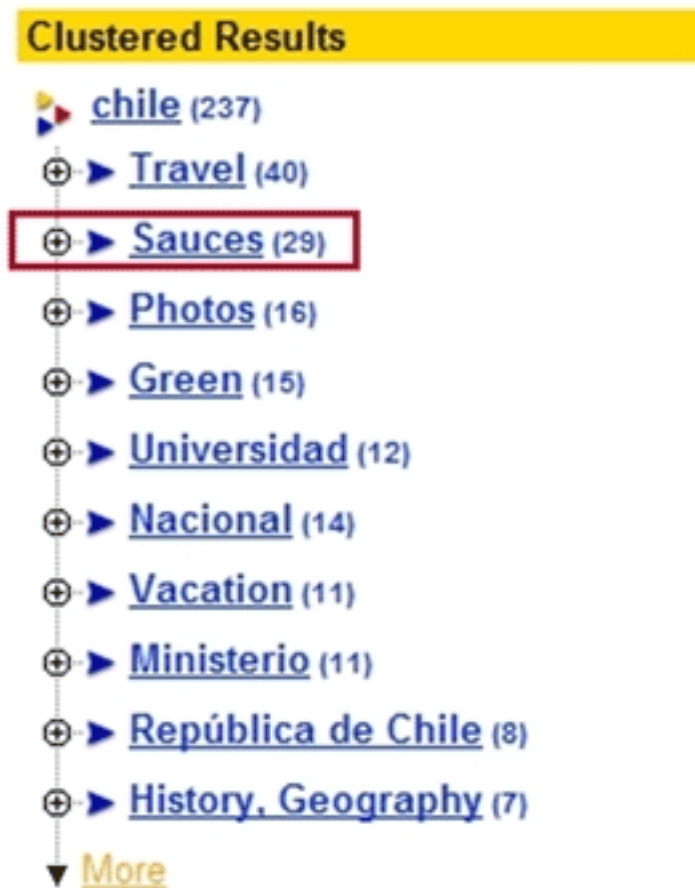 Clustered Results
chile (237)
Travel (40)
Sauces (29)
Photos (16)
Green (15)
Universidad (12)
Nacional (14)
Vacation (11)
Ministerio (11)
República de Chile (8)
History, Geography (7)
More